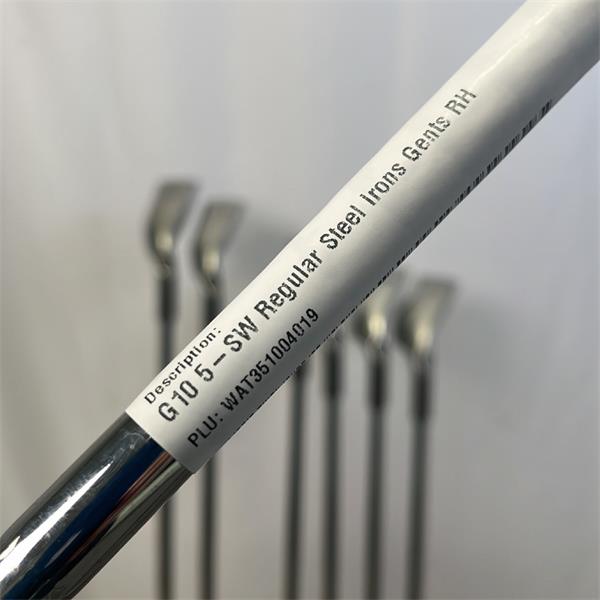 Description:
G10 5 – SW Regular Steel irons Gents RH
PLU: WAT351004019